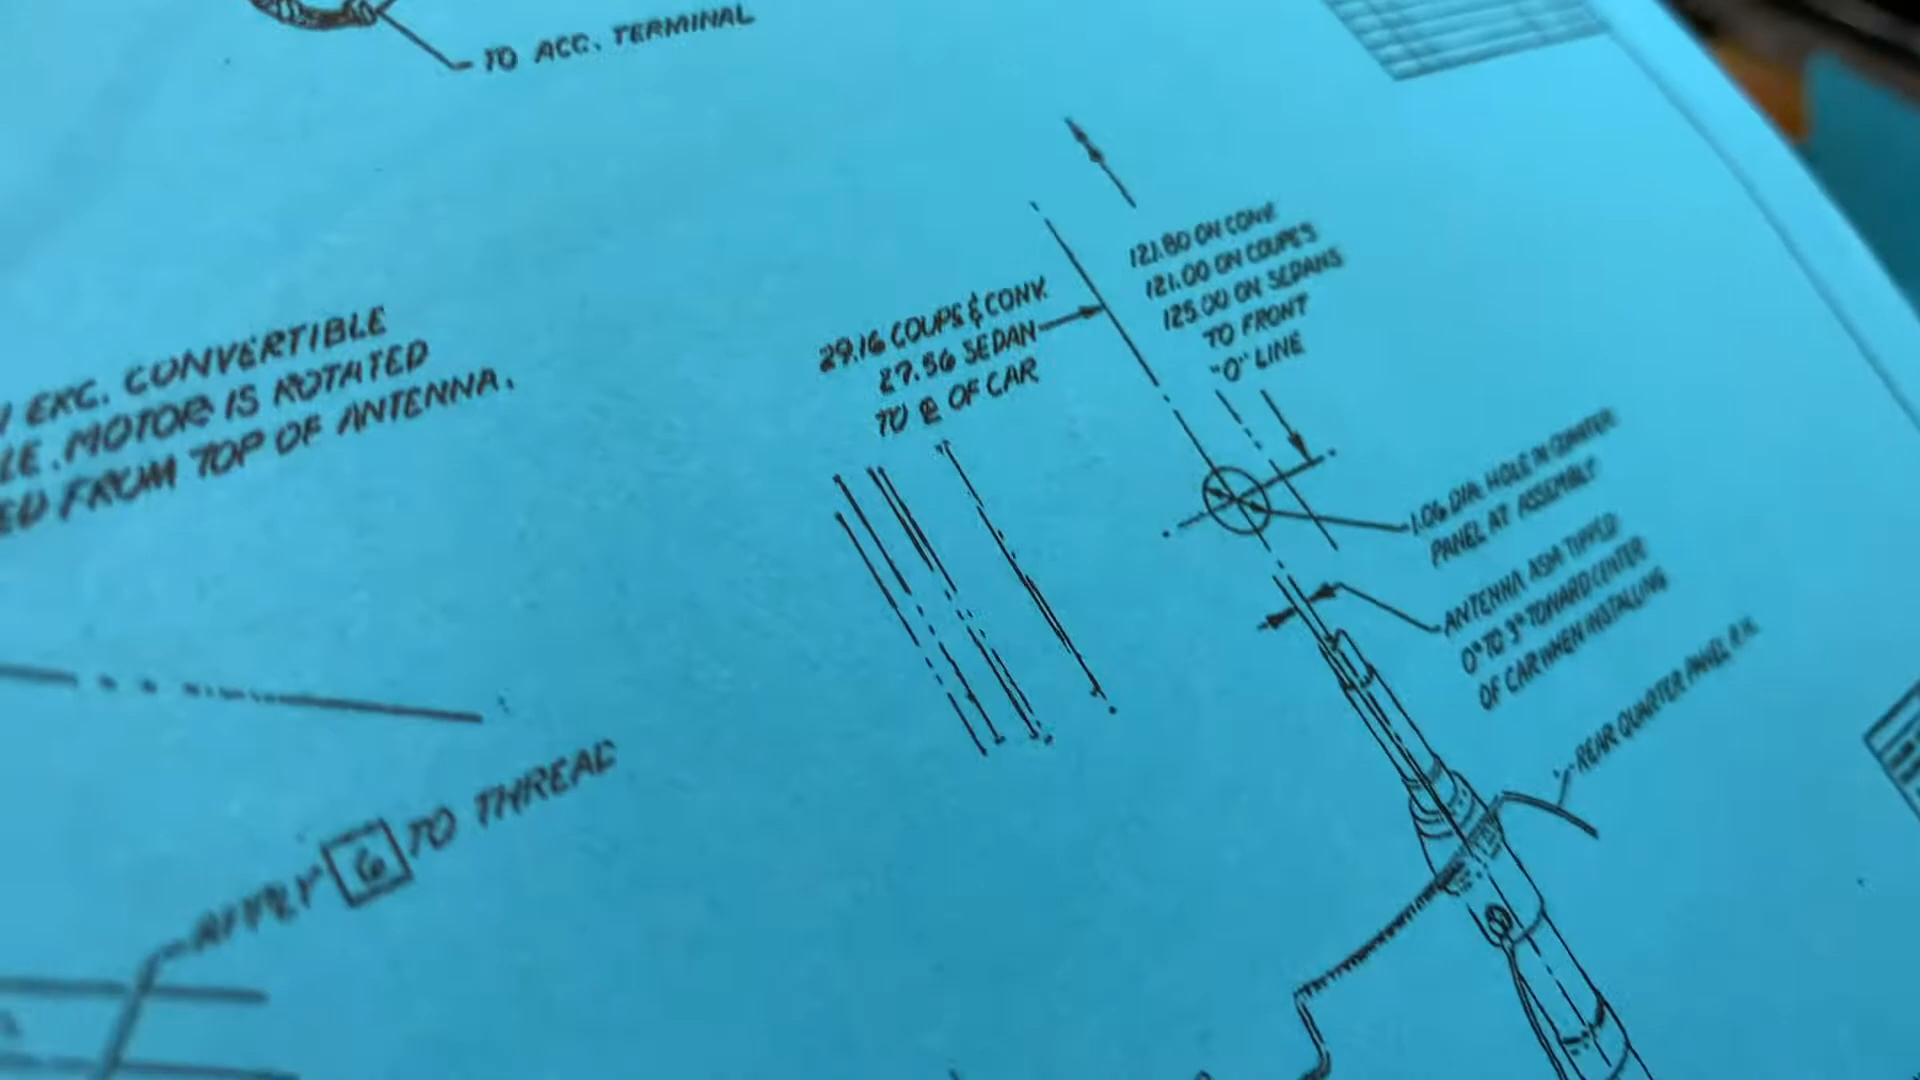 TO ACC. TERMINAL
121.80 ON CONV.
121.00 ON COUPES
125.00 ON SEDANS
TO FRONT
"O" LINE
29.16 COUPS & CONV.
27.56 SEDAN
TO ℄ OF CAR
EXC. CONVERTIBLE
LE. MOTOR IS ROTATED
ED FROM TOP OF ANTENNA.
1.06 DIA. HOLE IN QUARTER
PANEL AT ASSEMBLY
ANTENNA ASM TIPPED
0° TO 3° TOWARD CENTER
OF CAR WHEN INSTALLING
REAR QUARTER PANEL R.H.
APPLY 6 TO THREAD